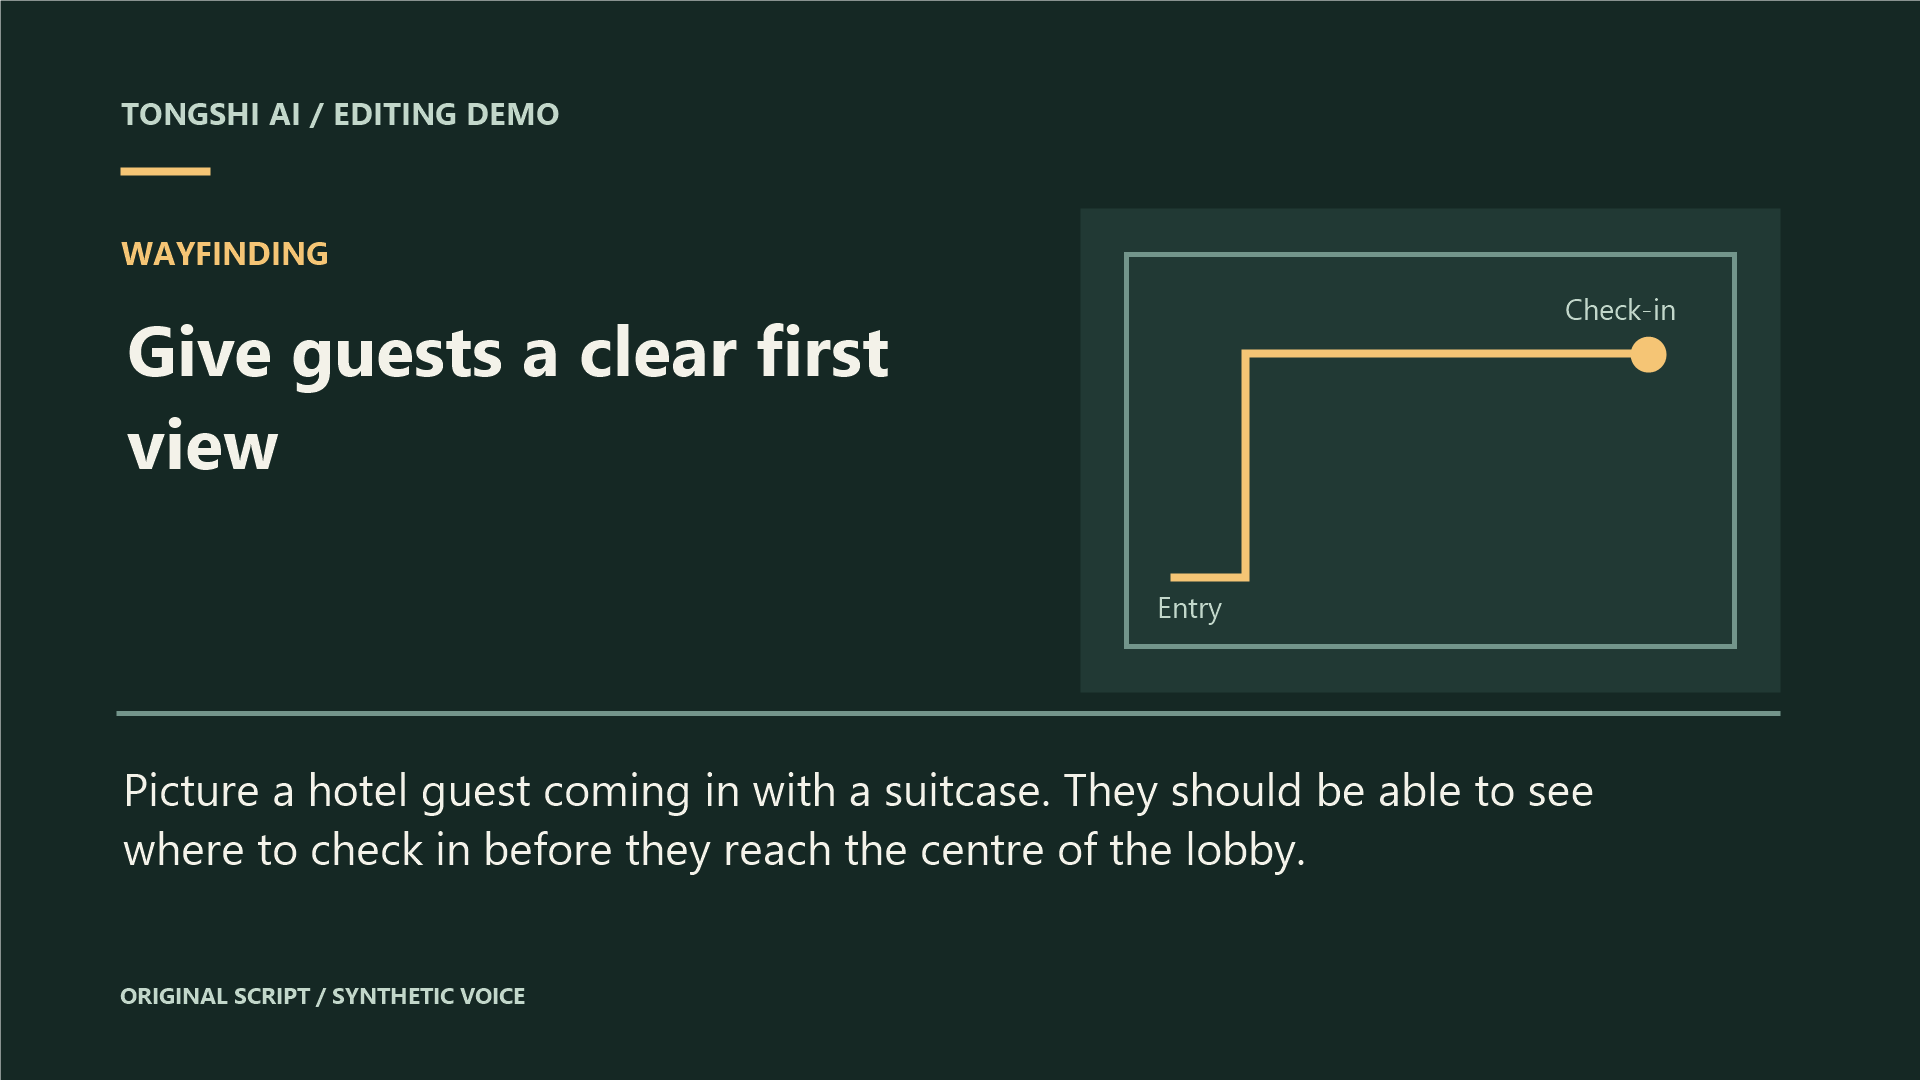 TONGSHI AI / EDITING DEMO
WAYFINDING
Give guests a clear first
view
Check-in
Entry
Picture a hotel guest coming in with a suitcase. They should be able to see
where to check in before they reach the centre of the lobby.
ORIGINAL SCRIPT / SYNTHETIC VOICE